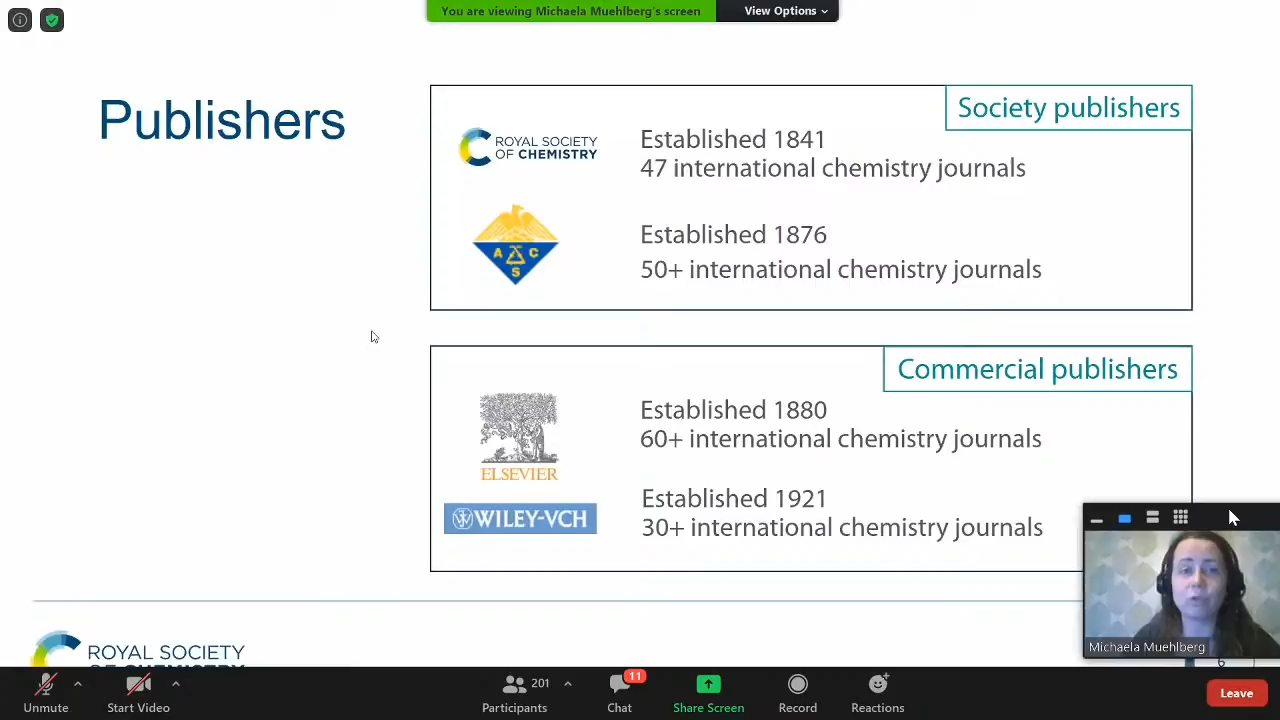 You are viewing Michaela Muehlberg's screen
View Options
Publishers
Society publishers
ROYAL SOCIETY
OF CHEMISTRY
Established 1841
47 international chemistry journals
A C
S
Established 1876
50+ international chemistry journals
Commercial publishers
ELSEVIER
Established 1880
60+ international chemistry journals
WILEY-VCH
Established 1921
30+ international chemistry journals
Michaela Muehlberg
ROYAL SOCIETY
OF CHEMISTRY
6
Unmute
Start Video
201
Participants
11
Chat
Share Screen
Record
Reactions
Leave